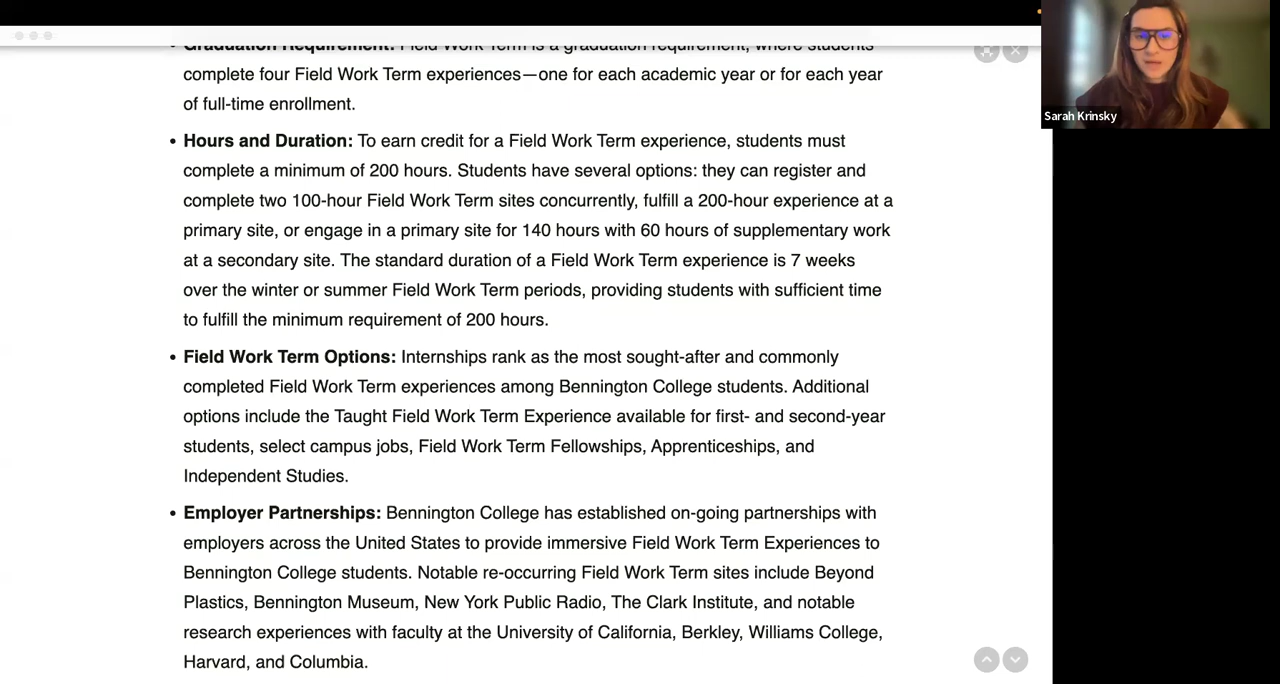 • Graduation Requirement: Field Work Term is a graduation requirement, where students
complete four Field Work Term experiences—one for each academic year or for each year
of full-time enrollment.
• Hours and Duration: To earn credit for a Field Work Term experience, students must
complete a minimum of 200 hours. Students have several options: they can register and
complete two 100-hour Field Work Term sites concurrently, fulfill a 200-hour experience at a
primary site, or engage in a primary site for 140 hours with 60 hours of supplementary work
at a secondary site. The standard duration of a Field Work Term experience is 7 weeks
over the winter or summer Field Work Term periods, providing students with sufficient time
to fulfill the minimum requirement of 200 hours.
• Field Work Term Options: Internships rank as the most sought-after and commonly
completed Field Work Term experiences among Bennington College students. Additional
options include the Taught Field Work Term Experience available for first- and second-year
students, select campus jobs, Field Work Term Fellowships, Apprenticeships, and
Independent Studies.
• Employer Partnerships: Bennington College has established on-going partnerships with
employers across the United States to provide immersive Field Work Term Experiences to
Bennington College students. Notable re-occurring Field Work Term sites include Beyond
Plastics, Bennington Museum, New York Public Radio, The Clark Institute, and notable
research experiences with faculty at the University of California, Berkley, Williams College,
Harvard, and Columbia.
Sarah Krinsky